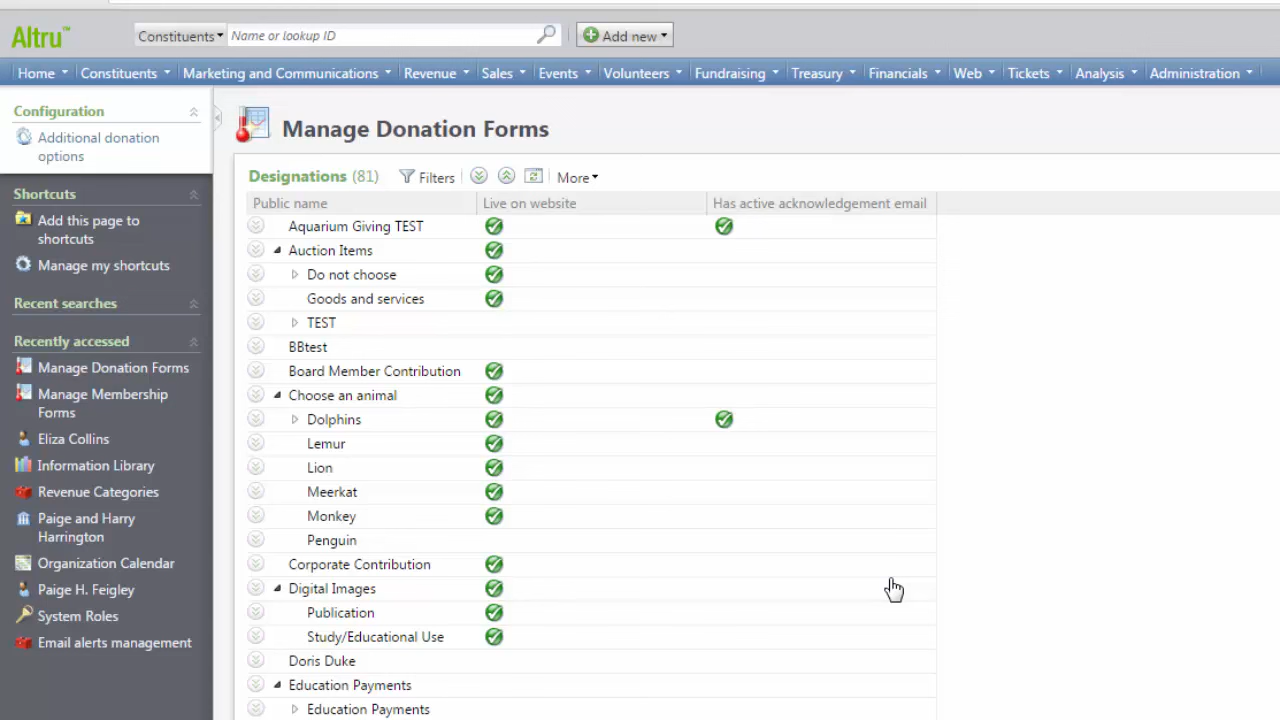 Altru™
Constituents
Name or lookup ID
Add new
Home Constituents Marketing and Communications Revenue Sales Events Volunteers Fundraising Treasury Financials Web Tickets Analysis Administration
Configuration
Additional donation
options
Shortcuts
Add this page to
shortcuts
Manage my shortcuts
Recent searches
Recently accessed
Manage Donation Forms
Manage Membership
Forms
Eliza Collins
Information Library
Revenue Categories
Paige and Harry
Harrington
Organization Calendar
Paige H. Feigley
System Roles
Email alerts management
Manage Donation Forms
Designations (81) Filters More
Public name Live on website Has active acknowledgement email
Aquarium Giving TEST
Auction Items
Do not choose
Goods and services
TEST
BBtest
Board Member Contribution
Choose an animal
Dolphins
Lemur
Lion
Meerkat
Monkey
Penguin
Corporate Contribution
Digital Images
Publication
Study/Educational Use
Doris Duke
Education Payments
Education Payments